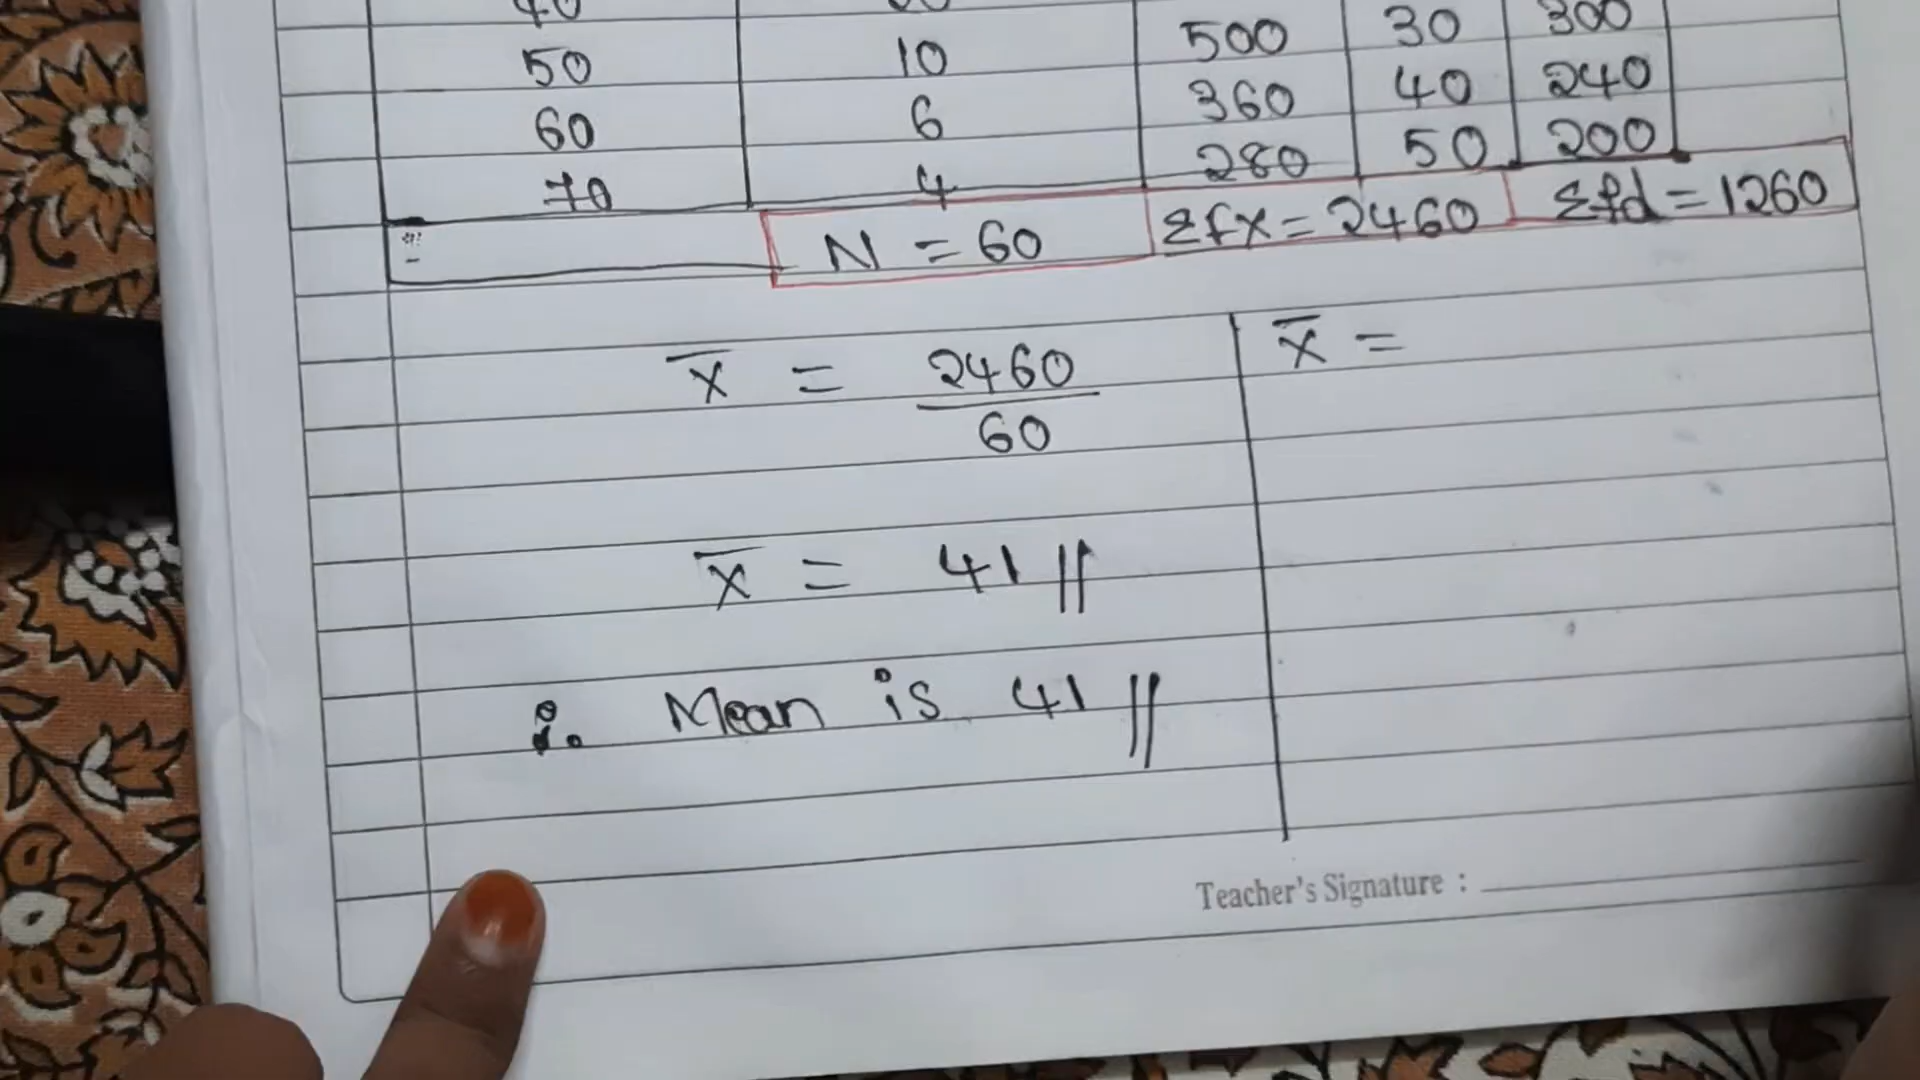 50 10 500 30 300
60 6 360 40 240
70 4 280 50 200
N = 60 Σfx = 2460 Σfd = 1260
x̄ = 2460
60
x̄ = 41 //
∴ Mean is 41 //
x̄ =
Teacher's Signature :